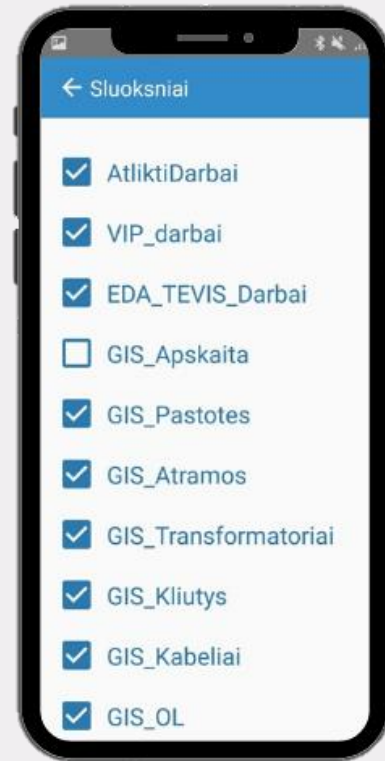 Sluoksniai
AtliktiDarbai
VIP_darbai
EDA_TEVIS_Darbai
GIS_Apskaita
GIS_Pastotes
GIS_Atramos
GIS_Transformatoriai
GIS_Kliutys
GIS_Kabeliai
GIS_OL